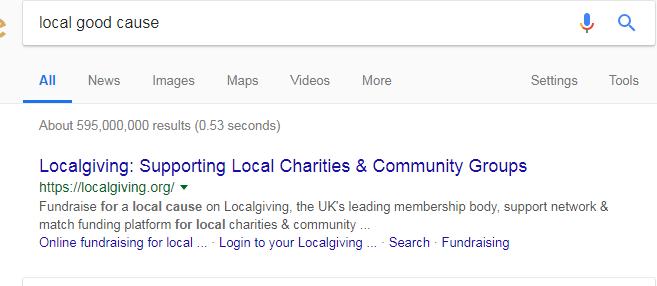 local good cause
All News Images Maps Videos More Settings Tools
About 595,000,000 results (0.53 seconds)
Localgiving: Supporting Local Charities & Community Groups
https://localgiving.org/
Fundraise for a local cause on Localgiving, the UK's leading membership body, support network &
match funding platform for local charities & community ...
Online fundraising for local ... · Login to your Localgiving ... · Search · Fundraising